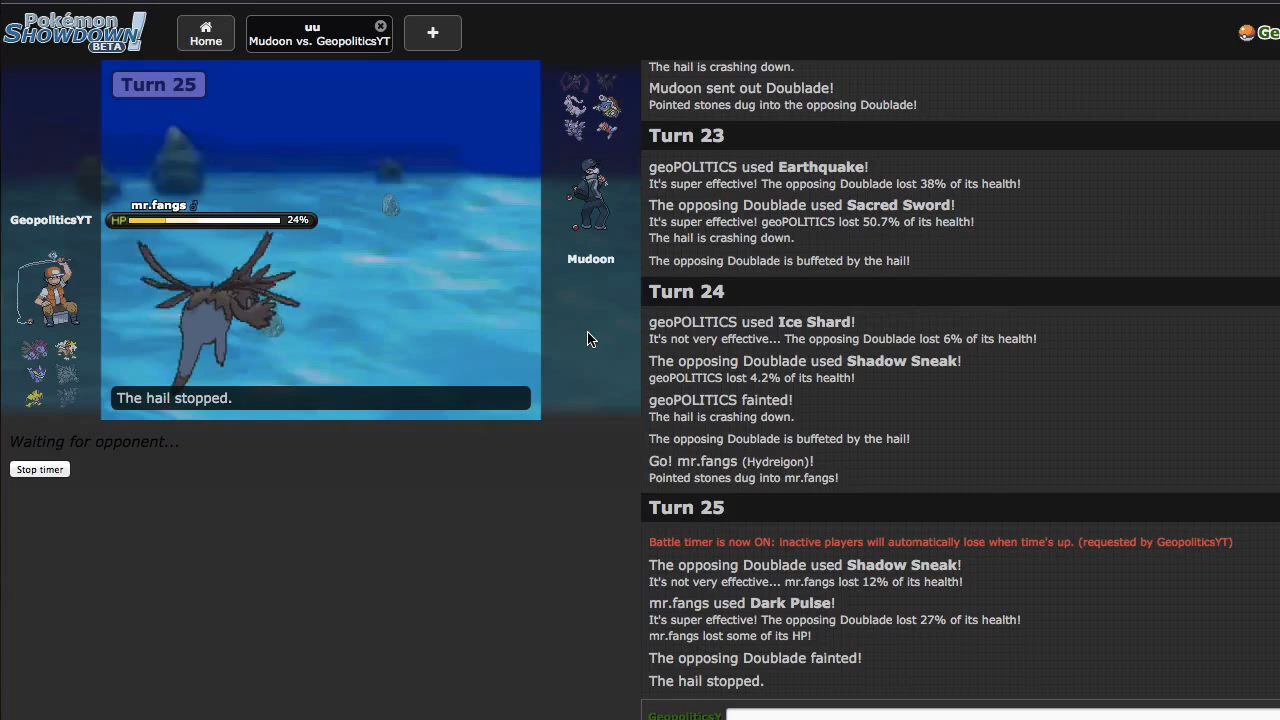 Pokémon
SHOWDOWN!
BETA
Home
uu
Mudoon vs. GeopoliticsYT
+
Ge
Turn 25
GeopoliticsYT
mr.fangs ♂
HP
24%
Mudoon
The hail stopped.
Waiting for opponent...
Stop timer
The hail is crashing down.
Mudoon sent out Doublade!
Pointed stones dug into the opposing Doublade!
Turn 23
geoPOLITICS used Earthquake!
It's super effective! The opposing Doublade lost 38% of its health!
The opposing Doublade used Sacred Sword!
It's super effective! geoPOLITICS lost 50.7% of its health!
The hail is crashing down.
The opposing Doublade is buffeted by the hail!
Turn 24
geoPOLITICS used Ice Shard!
It's not very effective... The opposing Doublade lost 6% of its health!
The opposing Doublade used Shadow Sneak!
geoPOLITICS lost 4.2% of its health!
geoPOLITICS fainted!
The hail is crashing down.
The opposing Doublade is buffeted by the hail!
Go! mr.fangs (Hydreigon)!
Pointed stones dug into mr.fangs!
Turn 25
Battle timer is now ON: inactive players will automatically lose when time's up. (requested by GeopoliticsYT)
The opposing Doublade used Shadow Sneak!
It's not very effective... mr.fangs lost 12% of its health!
mr.fangs used Dark Pulse!
It's super effective! The opposing Doublade lost 27% of its health!
mr.fangs lost some of its HP!
The opposing Doublade fainted!
The hail stopped.
GeopoliticsY